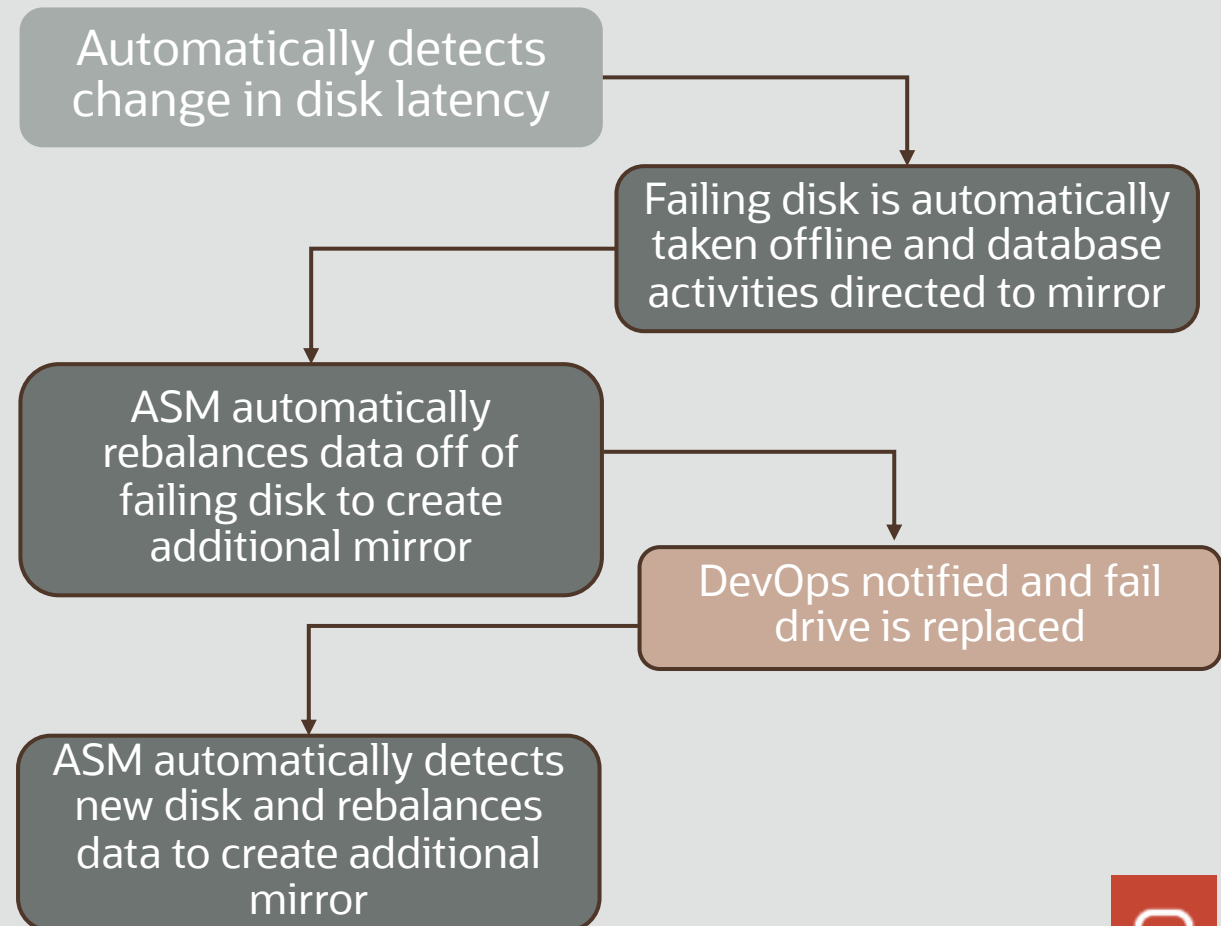 Automatically detects
change in disk latency
Failing disk is automatically
taken offline and database
activities directed to mirror
ASM automatically
rebalances data off of
failing disk to create
additional mirror
DevOps notified and fail
drive is replaced
ASM automatically detects
new disk and rebalances
data to create additional
mirror